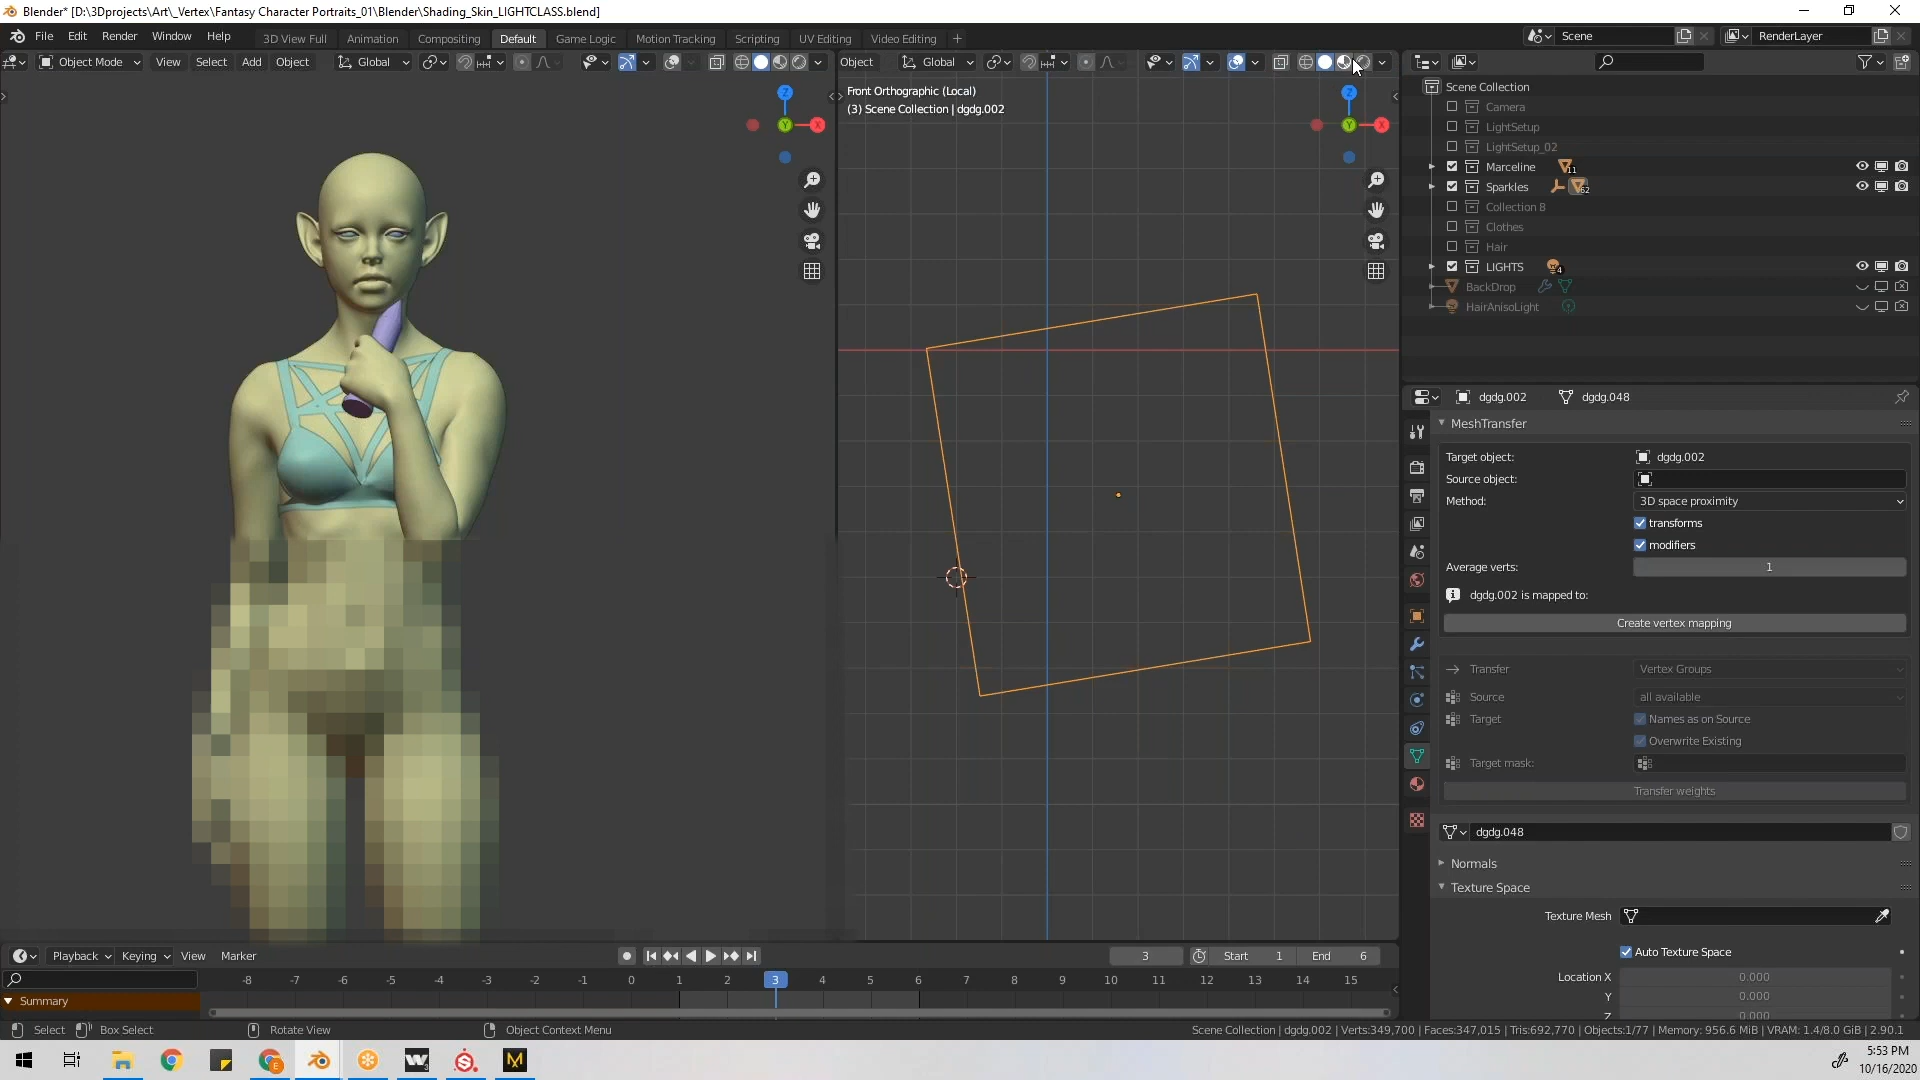 Blender* [D:\3Dprojects\Art\_Vertex\Fantasy Character Portraits_01\Blender\Shading_Skin_LIGHTCLASS.blend]
File Edit Render Window Help 3D View Full Animation Compositing Default Game Logic Motion Tracking Scripting UV Editing Video Editing + Scene RenderLayer
Object Mode View Select Add Object Global Object Global
Front Orthographic (Local)
(3) Scene Collection | dgdg.002
Z
Y
X
Z
Y
X
Scene Collection
Camera
LightSetup
LightSetup_02
Marceline 11
Sparkles 62
Collection 8
Clothes
Hair
LIGHTS 4
BackDrop
HairAnisoLight
dgdg.002 dgdg.048
MeshTransfer
Target object: dgdg.002
Source object:
Method: 3D space proximity
transforms
modifiers
Average verts: 1
dgdg.002 is mapped to:
Create vertex mapping
Transfer Vertex Groups
Source all available
Target Names as on Source
Overwrite Existing
Target mask:
Transfer weights
dgdg.048
Normals
Texture Space
Texture Mesh
Auto Texture Space
Location X 0.000
Y 0.000
Z 0.000
Playback Keying View Marker 3 Start 1 End 6
-8 -7 -6 -5 -4 -3 -2 -1 0 1 2 3 4 5 6 7 8 9 10 11 12 13 14 15
Summary
Select Box Select Rotate View Object Context Menu Scene Collection | dgdg.002 | Verts:349,700 | Faces:347,015 | Tris:692,770 | Objects:1/77 | Memory: 956.6 MiB | VRAM: 1.4/8.0 GiB | 2.90.1
5:53 PM
10/16/2020